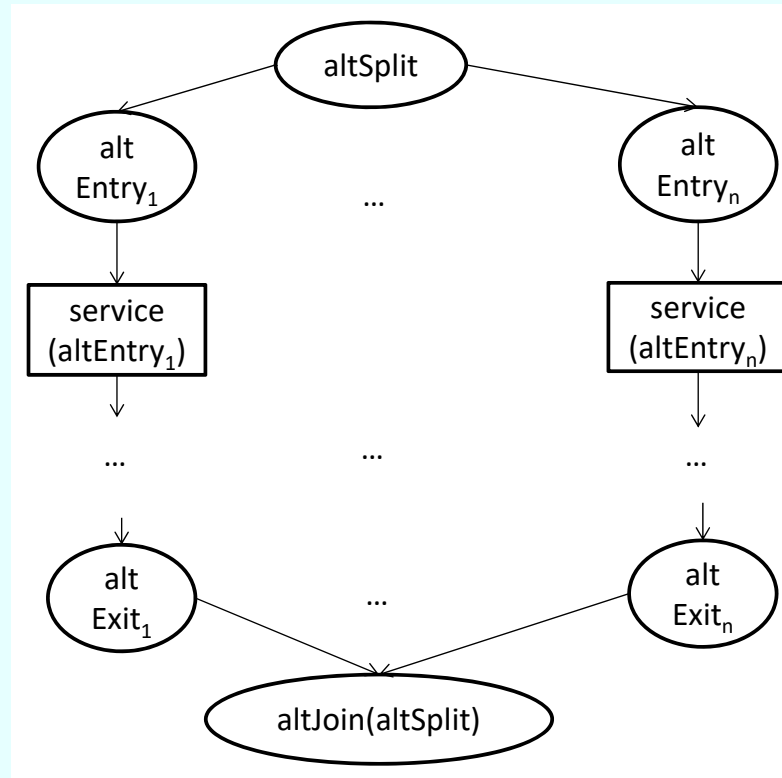 altSplit
alt
Entry₁
alt
Entryₙ
...
service
(altEntry₁)
service
(altEntryₙ)
...
...
...
alt
Exit₁
alt
Exitₙ
...
altJoin(altSplit)